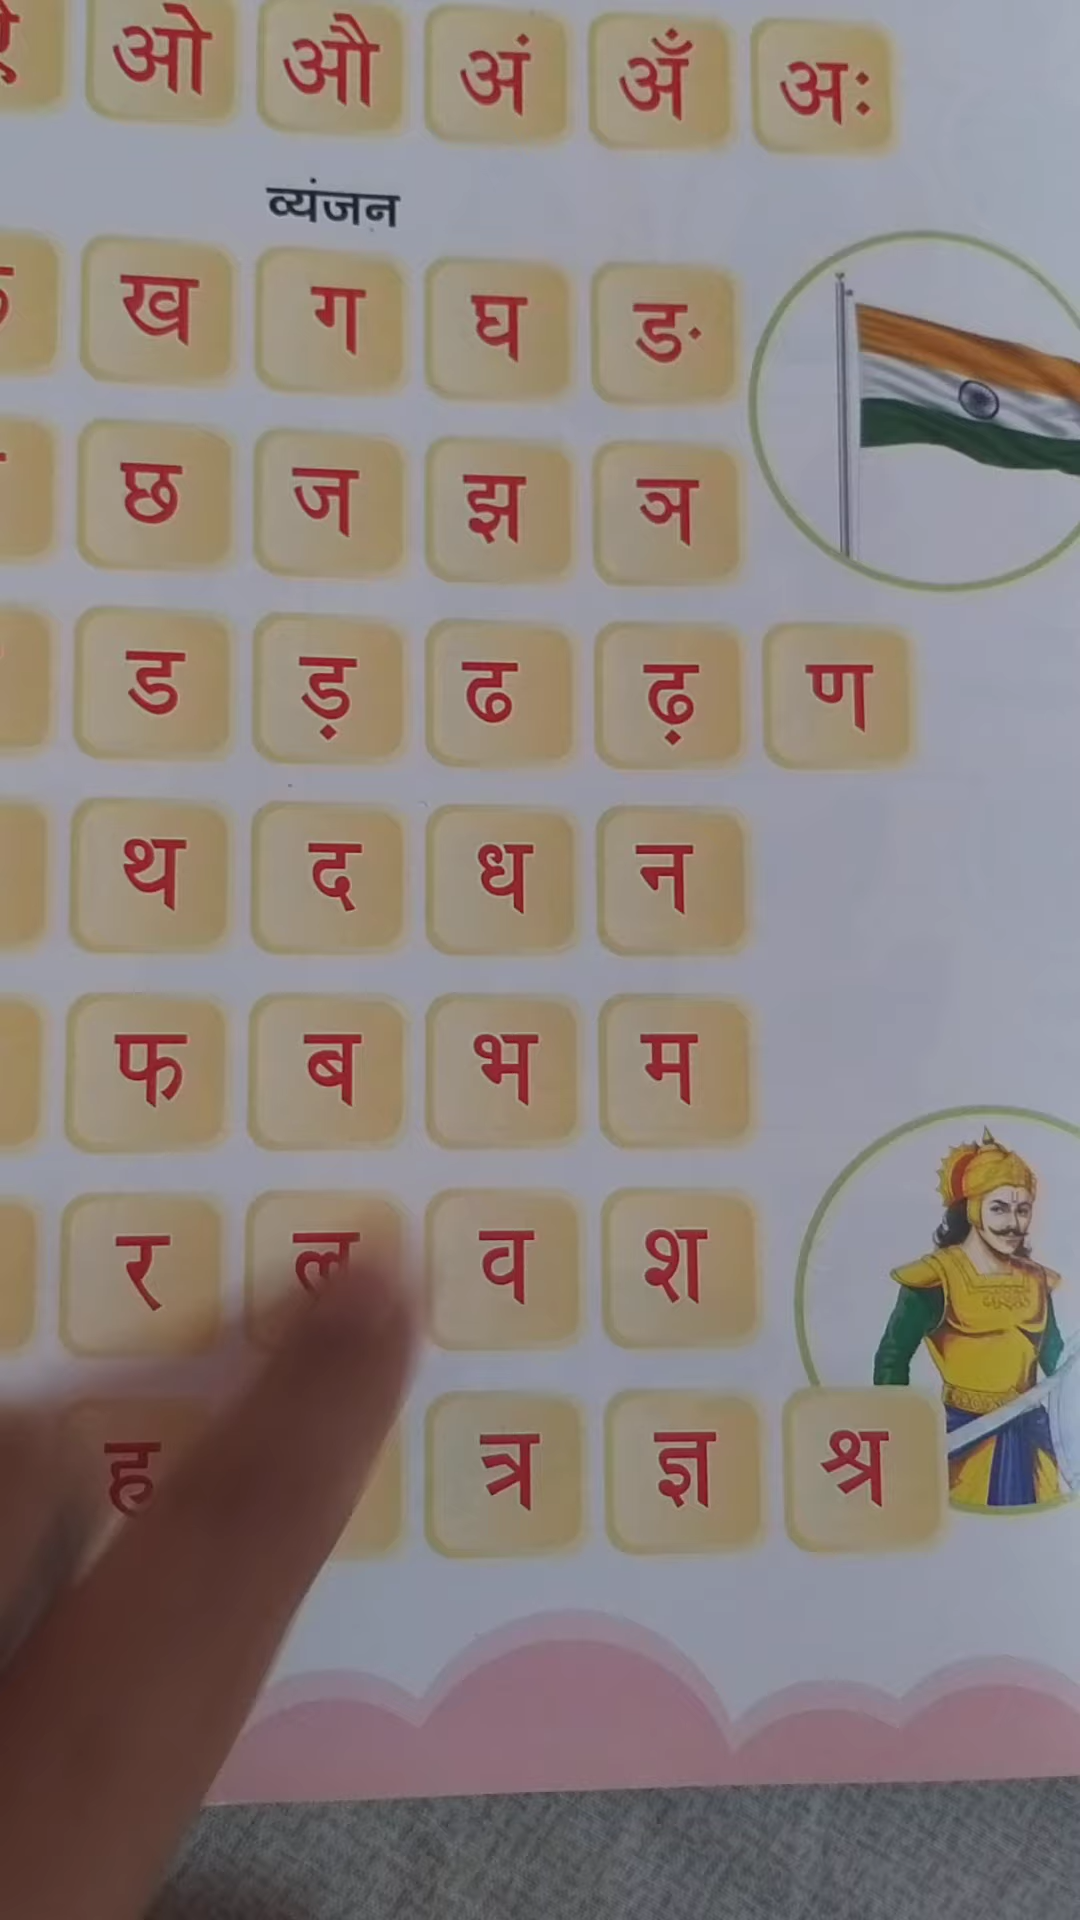 ओ औ अं अँ अः
व्यंजन
ख ग घ ङ
छ ज झ ञ
ड ड़ ढ ढ़ ण
थ द ध न
फ ब भ म
र ल व श
ह त्र ज्ञ श्र